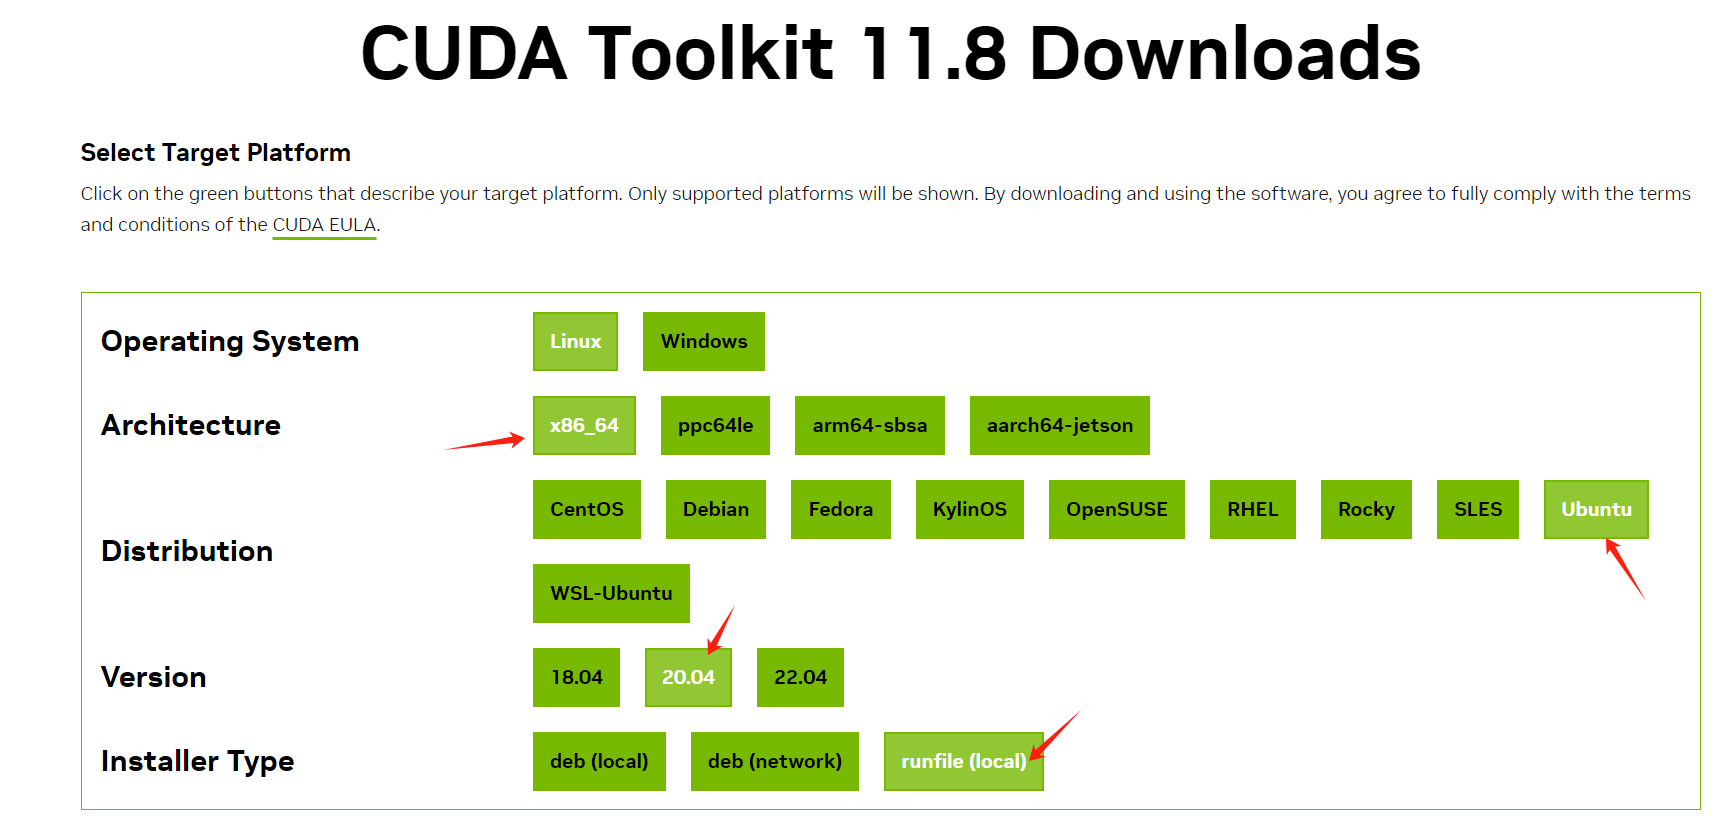 CUDA Toolkit 11.8 Downloads
Select Target Platform
Click on the green buttons that describe your target platform. Only supported platforms will be shown. By downloading and using the software, you agree to fully comply with the terms
and conditions of the CUDA EULA.
Operating System
Linux
Windows
Architecture
x86_64
ppc64le
arm64-sbsa
aarch64-jetson
Distribution
CentOS
Debian
Fedora
KylinOS
OpenSUSE
RHEL
Rocky
SLES
Ubuntu
WSL-Ubuntu
Version
18.04
20.04
22.04
Installer Type
deb (local)
deb (network)
runfile (local)